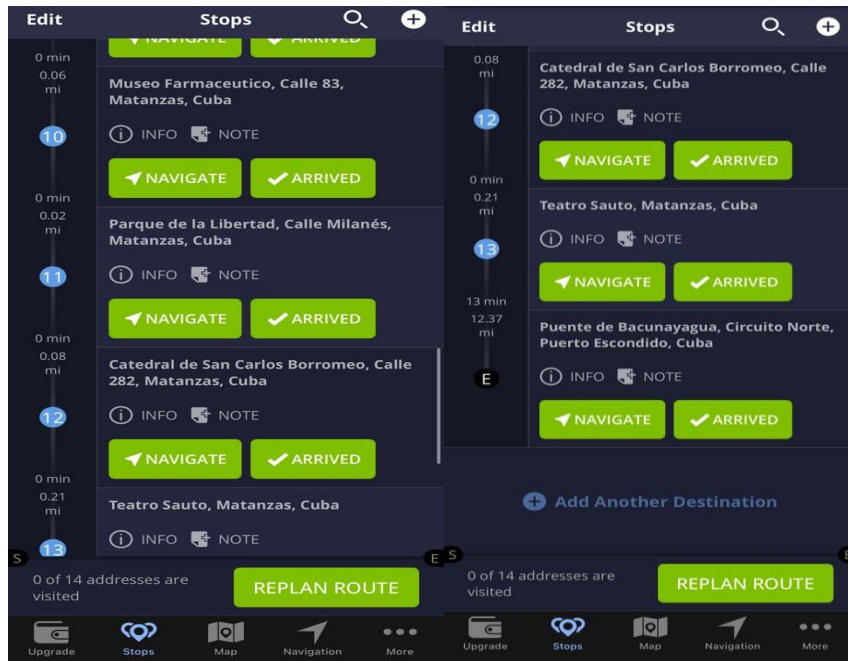 Edit Stops
NAVIGATE ARRIVED
0 min
0.06
mi
Museo Farmaceutico, Calle 83,
Matanzas, Cuba
10
INFO NOTE
NAVIGATE ARRIVED
0 min
0.02
mi
Parque de la Libertad, Calle Milanés,
Matanzas, Cuba
11
INFO NOTE
NAVIGATE ARRIVED
0 min
0.08
mi
Catedral de San Carlos Borromeo, Calle
282, Matanzas, Cuba
12
INFO NOTE
NAVIGATE ARRIVED
0 min
0.21
mi
Teatro Sauto, Matanzas, Cuba
13
INFO NOTE
S E
0 of 14 addresses are
visited
REPLAN ROUTE
Upgrade Stops Map Navigation More
Edit Stops
0.08
mi
Catedral de San Carlos Borromeo, Calle
282, Matanzas, Cuba
12
INFO NOTE
NAVIGATE ARRIVED
0 min
0.21
mi
Teatro Sauto, Matanzas, Cuba
13
INFO NOTE
NAVIGATE ARRIVED
13 min
12.37
mi
Puente de Bacunayagua, Circuito Norte,
Puerto Escondido, Cuba
E
INFO NOTE
NAVIGATE ARRIVED
Add Another Destination
S E
0 of 14 addresses are
visited
REPLAN ROUTE
Upgrade Stops Map Navigation More